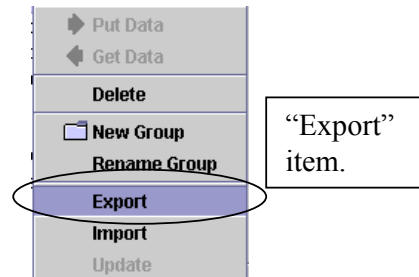 Put Data
Get Data
Delete
New Group
Rename Group
Export
Import
Update
“Export”
item.